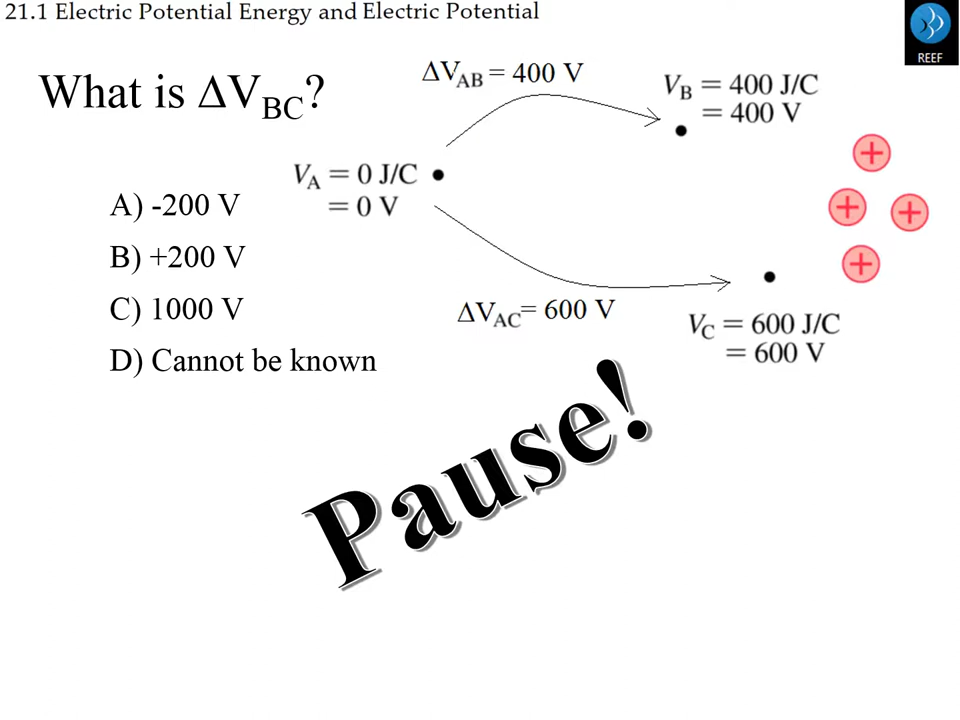 21.1 Electric Potential Energy and Electric Potential
REEF
What is ΔV_BC?
ΔV_AB = 400 V
V_B = 400 J/C
= 400 V
V_A = 0 J/C
= 0 V
A) -200 V
B) +200 V
C) 1000 V
D) Cannot be known
ΔV_AC= 600 V
V_C = 600 J/C
= 600 V
+
+
+
+
Pause!